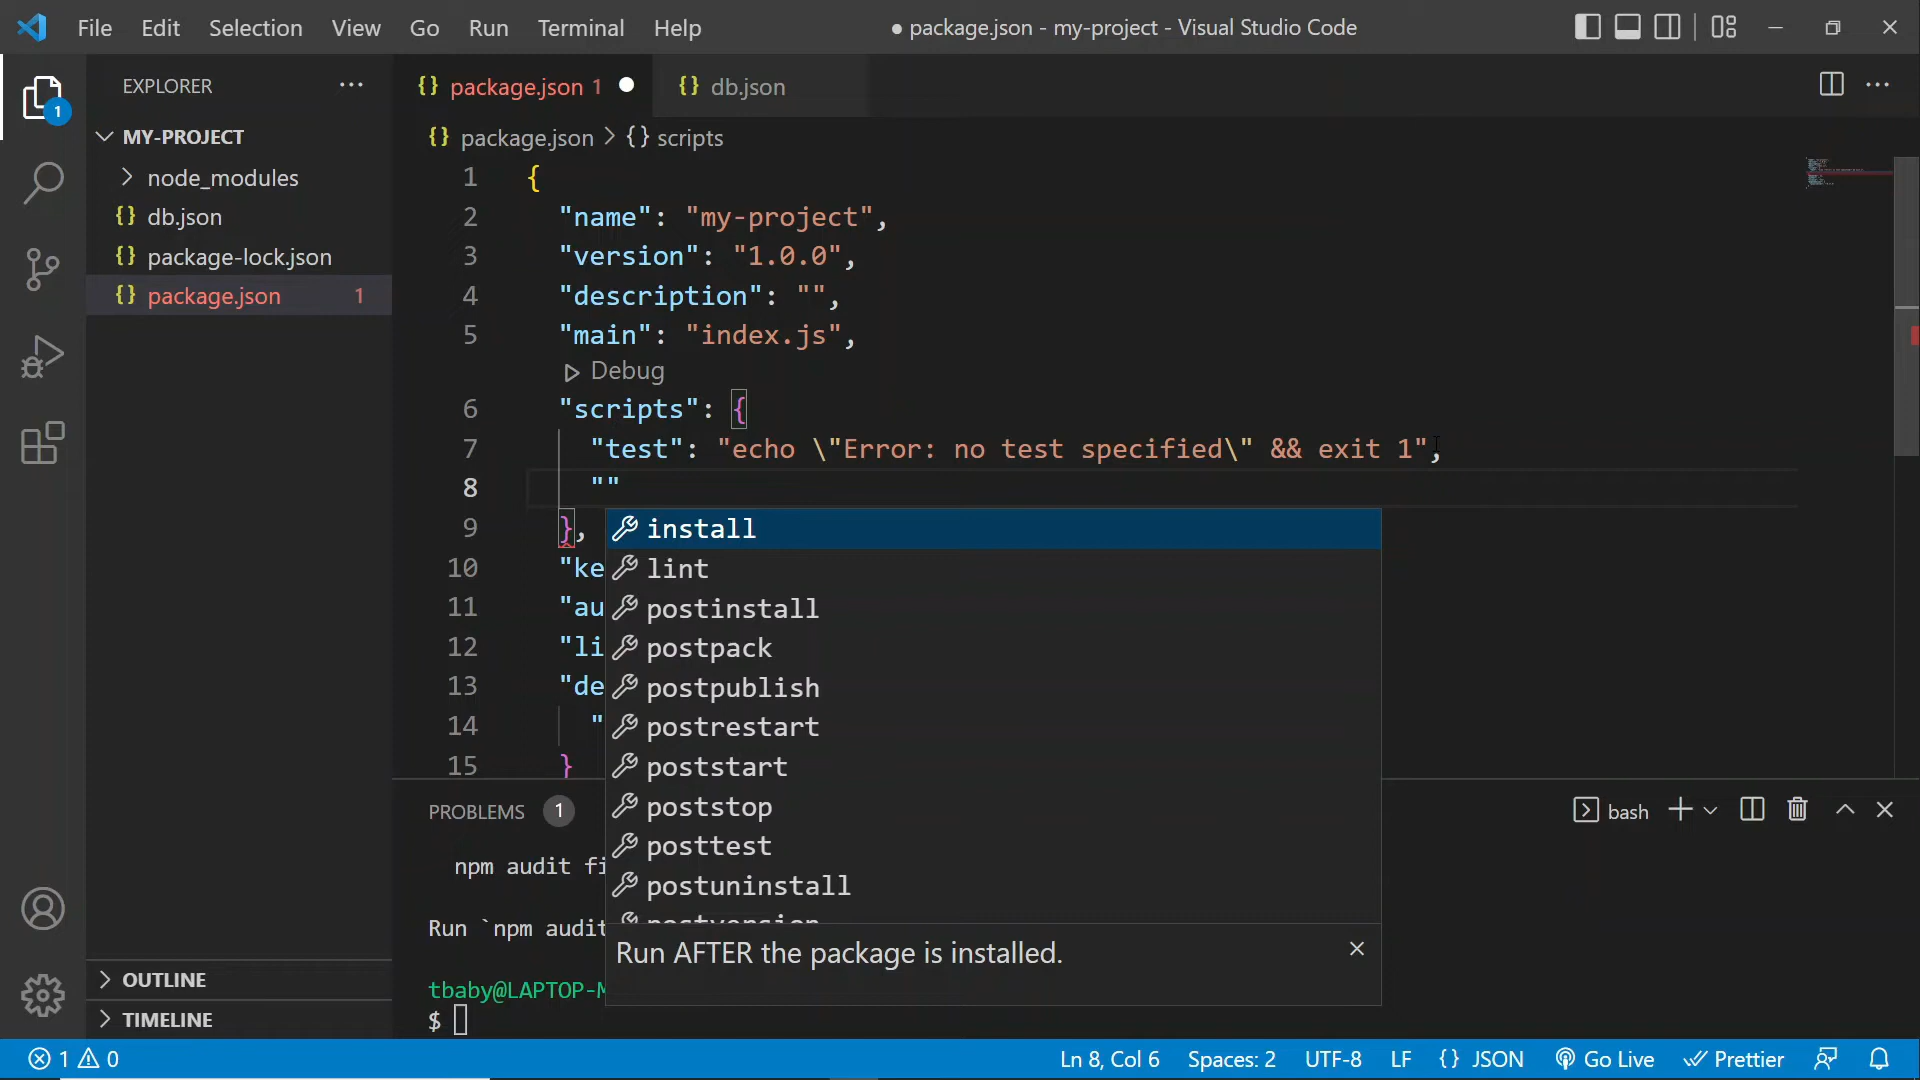 File Edit Selection View Go Run Terminal Help
● package.json - my-project - Visual Studio Code
EXPLORER
MY-PROJECT
node_modules
{} db.json
{} package-lock.json
{} package.json 1
OUTLINE
TIMELINE
{} package.json 1
{} db.json
{} package.json > {} scripts
1 {
2 "name": "my-project",
3 "version": "1.0.0",
4 "description": "",
5 "main": "index.js",
Debug
6 "scripts": {
7 "test": "echo \"Error: no test specified\" && exit 1",
8 ""
9 },
10 "ke
11 "au
12 "li
13 "de
14 "
15 }
install
lint
postinstall
postpack
postpublish
postrestart
poststart
poststop
posttest
postuninstall
postversion
Run AFTER the package is installed.
PROBLEMS 1
bash
npm audit fi
Run `npm audit
tbaby@LAPTOP-M
$
1 0
Ln 8, Col 6 Spaces: 2 UTF-8 LF {} JSON Go Live Prettier